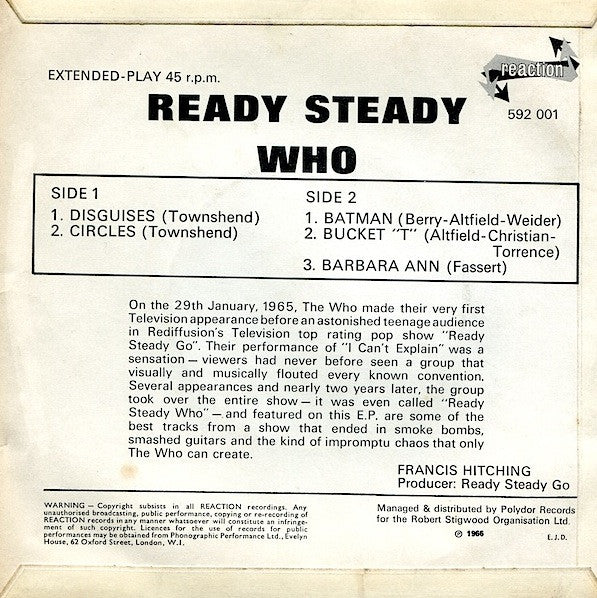 EXTENDED-PLAY 45 r.p.m.
reaction
592 001
READY STEADY
WHO
SIDE 1
1. DISGUISES (Townshend)
2. CIRCLES (Townshend)
SIDE 2
1. BATMAN (Berry-Altfield-Weider)
2. BUCKET "T" (Altfield-Christian-
Torrence)
3. BARBARA ANN (Fassert)
On the 29th January, 1965, The Who made their very first
Television appearance before an astonished teenage audience
in Rediffusion's Television top rating pop show "Ready
Steady Go". Their performance of "I Can't Explain" was a
sensation — viewers had never before seen a group that
visually and musically flouted every known convention.
Several appearances and nearly two years later, the group
took over the entire show — it was even called "Ready
Steady Who" — and featured on this E.P. are some of the
best tracks from a show that ended in smoke bombs,
smashed guitars and the kind of impromptu chaos that only
The Who can create.
FRANCIS HITCHING
Producer: Ready Steady Go
WARNING — Copyright subsists in all REACTION recordings. Any
unauthorised broadcasting, public performance, copying or re-recording of
REACTION records in any manner whatsoever will constitute an infringe-
ment of such copyright. Licences for the use of records for public
performances may be obtained from Phonographic Performance Ltd., Evelyn
House, 62 Oxford Street, London, W.1.
Managed & distributed by Polydor Records
for the Robert Stigwood Organisation Ltd.
℗ 1966
E.J.D.